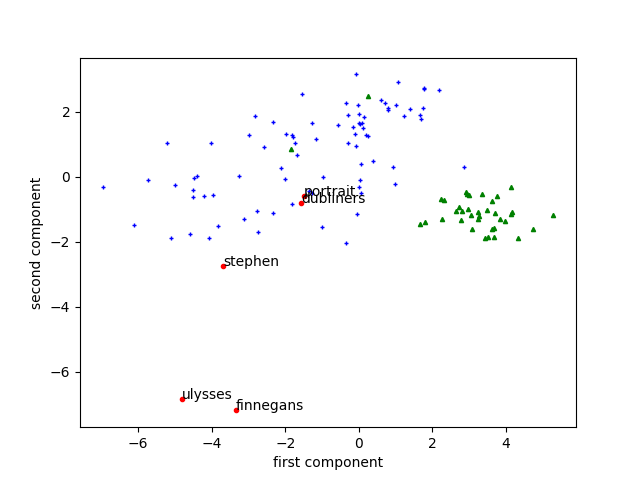 2
0
−2
−4
−6
second component
portrait
dubliners
stephen
ulysses
finnegans
−6 −4 −2 0 2 4
first component